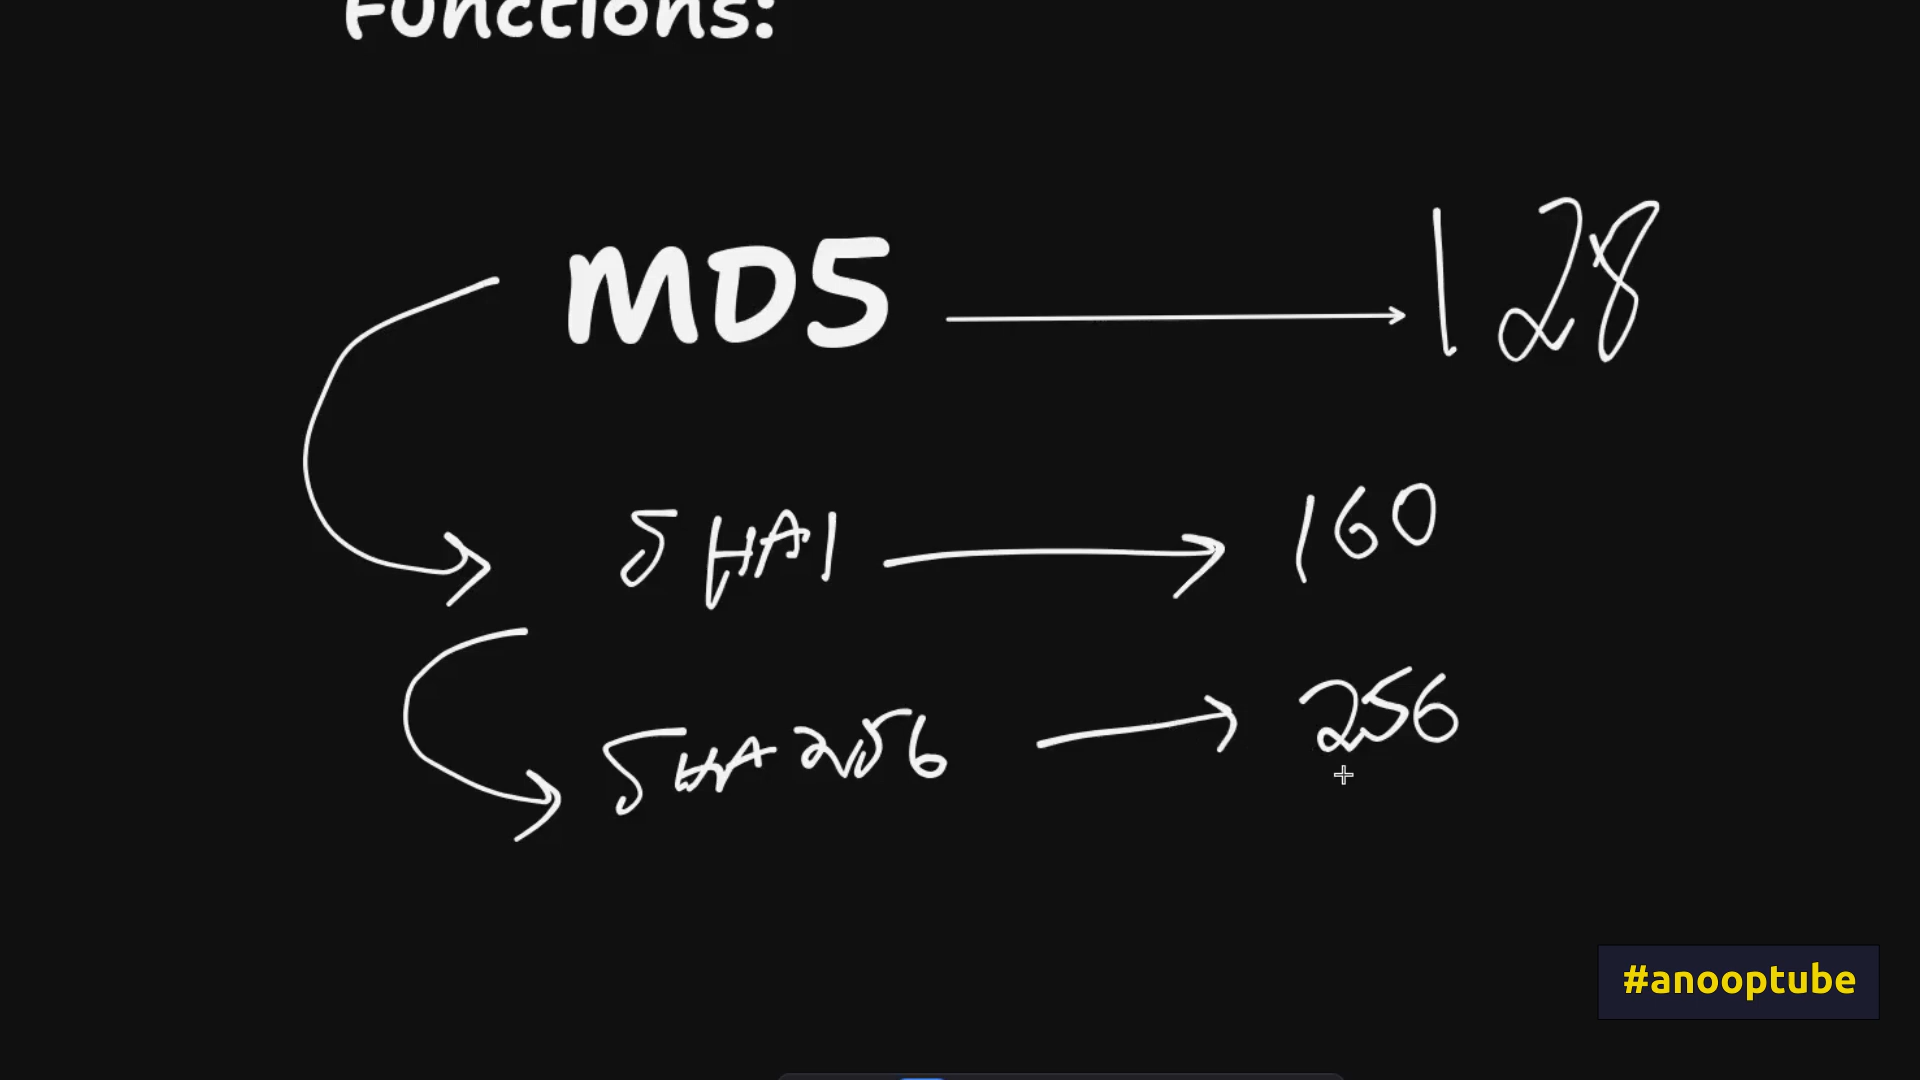 Functions:
MD5 → 128
SHA1 → 160
SHA256 → 256
#anooptube